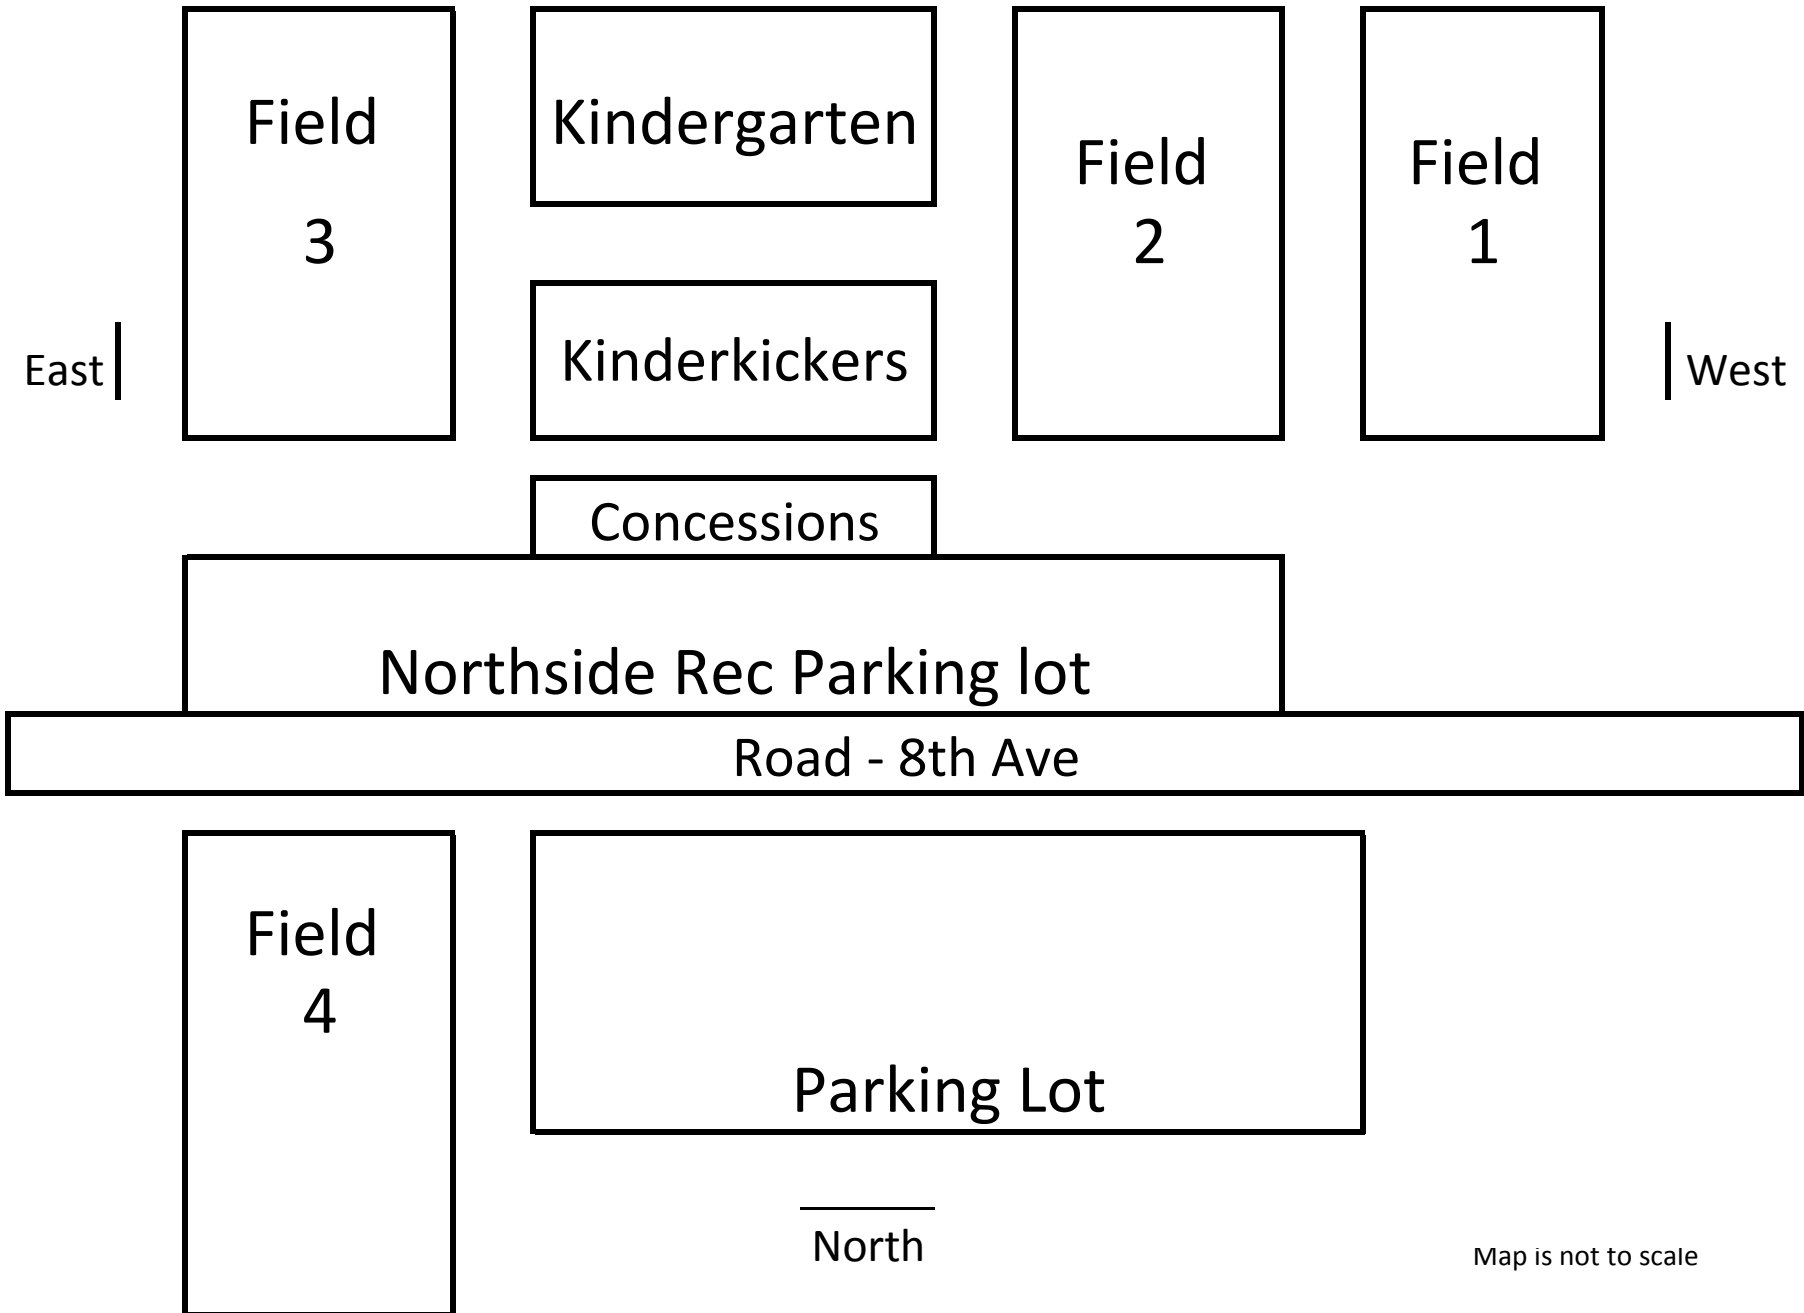 Field
3
Kindergarten
Field
2
Field
1
East
Kinderkickers
West
Concessions
Northside Rec Parking lot
Road - 8th Ave
Field
4
Parking Lot
North
Map is not to scale